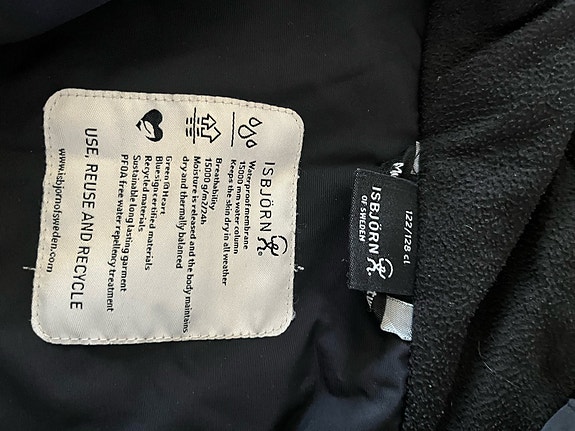 ISBJÖRN
Waterproof membrane
15000 mm water column
Keeps the skin dry in all weather
Breathability
15000 g/m2/24h
Moisture is released and the body maintains
dry and thermally balanced
Green @ Heart
Bluesign certified materials
Recycled materials
Sustainable long lasting garment
PFOA free water repellency treatment
USE, REUSE AND RECYCLE
www.isbjornofsweden.com
122/128 cl
ISBJÖRN
OF SWEDEN